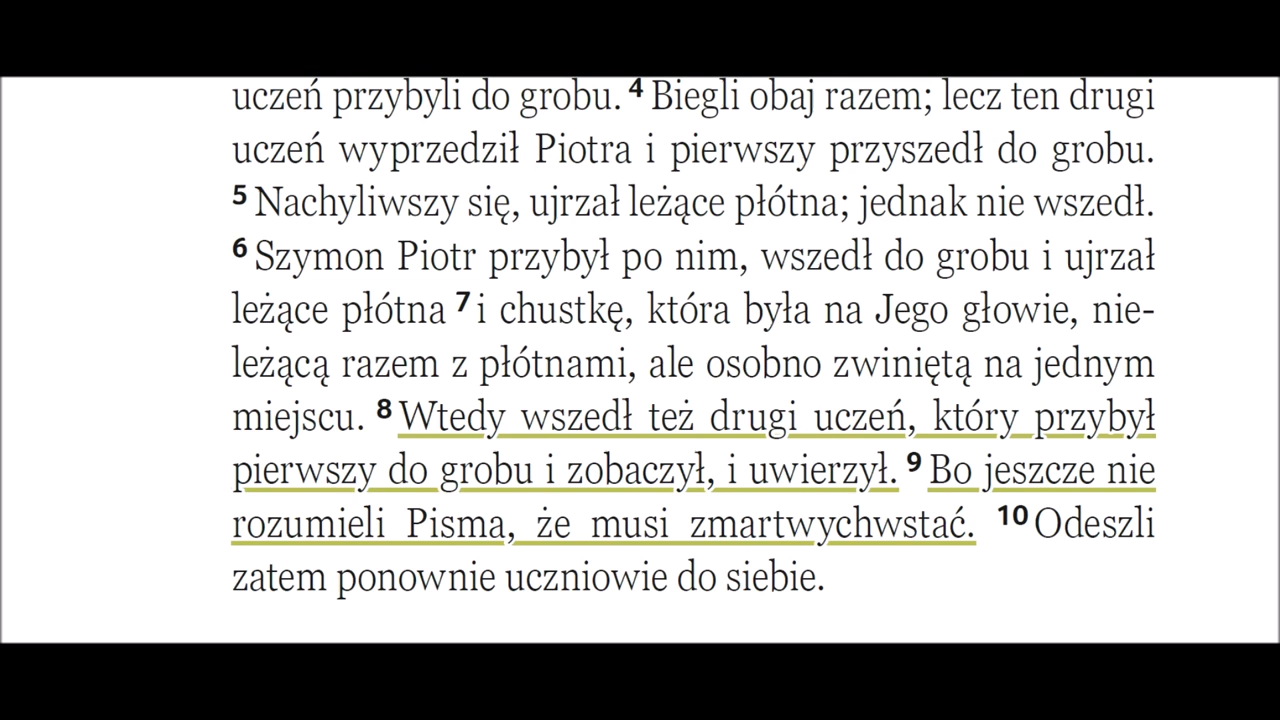 uczeń przybyli do grobu. 4 Biegli obaj razem; lecz ten drugi
uczeń wyprzedził Piotra i pierwszy przyszedł do grobu.
5 Nachyliwszy się, ujrzał leżące płótna; jednak nie wszedł.
6 Szymon Piotr przybył po nim, wszedł do grobu i ujrzał
leżące płótna 7 i chustkę, która była na Jego głowie, nie-
leżącą razem z płótnami, ale osobno zwiniętą na jednym
miejscu. 8 Wtedy wszedł też drugi uczeń, który przybył
pierwszy do grobu i zobaczył, i uwierzył. 9 Bo jeszcze nie
rozumieli Pisma, że musi zmartwychwstać. 10 Odeszli
zatem ponownie uczniowie do siebie.